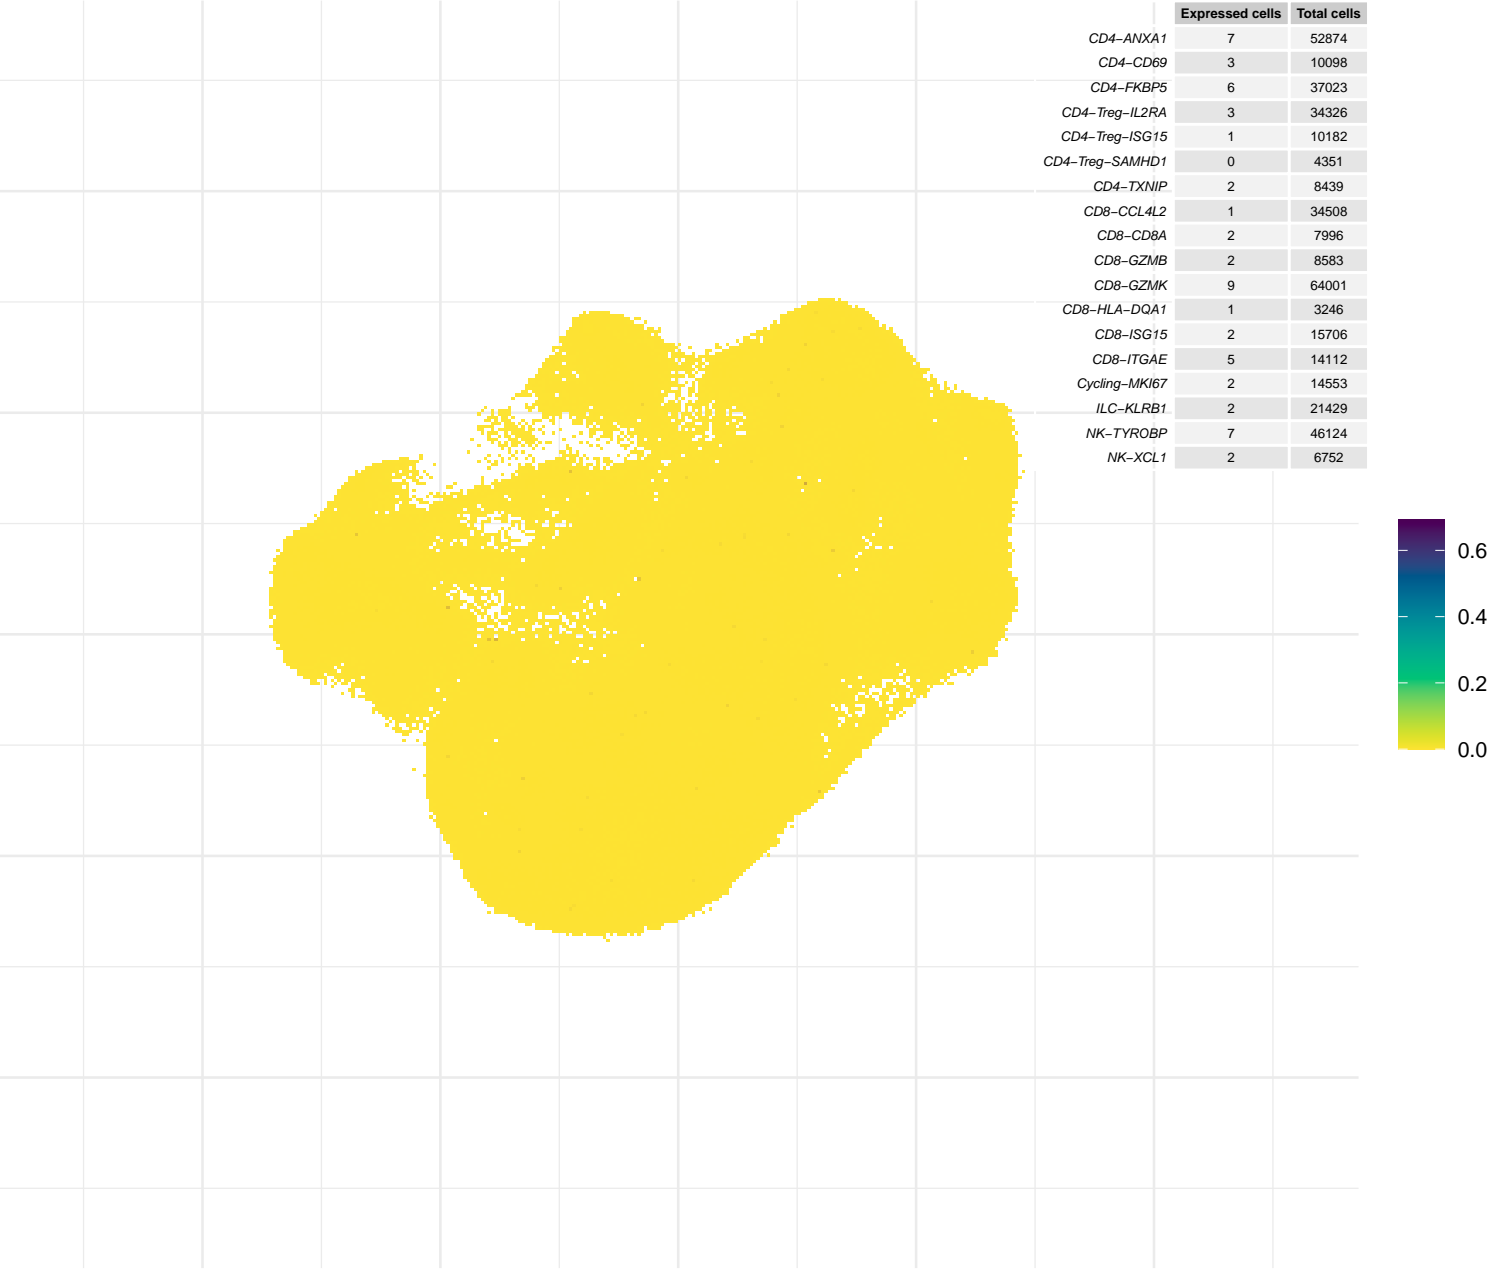 Expressed cells Total cells
CD4−ANXA1 7 52874
CD4−CD69 3 10098
CD4−FKBP5 6 37023
CD4−Treg−IL2RA 3 34326
CD4−Treg−ISG15 1 10182
CD4−Treg−SAMHD1 0 4351
CD4−TXNIP 2 8439
CD8−CCL4L2 1 34508
CD8−CD8A 2 7996
CD8−GZMB 2 8583
CD8−GZMK 9 64001
CD8−HLA−DQA1 1 3246
CD8−ISG15 2 15706
CD8−ITGAE 5 14112
Cycling−MKI67 2 14553
ILC−KLRB1 2 21429
NK−TYROBP 7 46124
NK−XCL1 2 6752
0.6
0.4
0.2
0.0